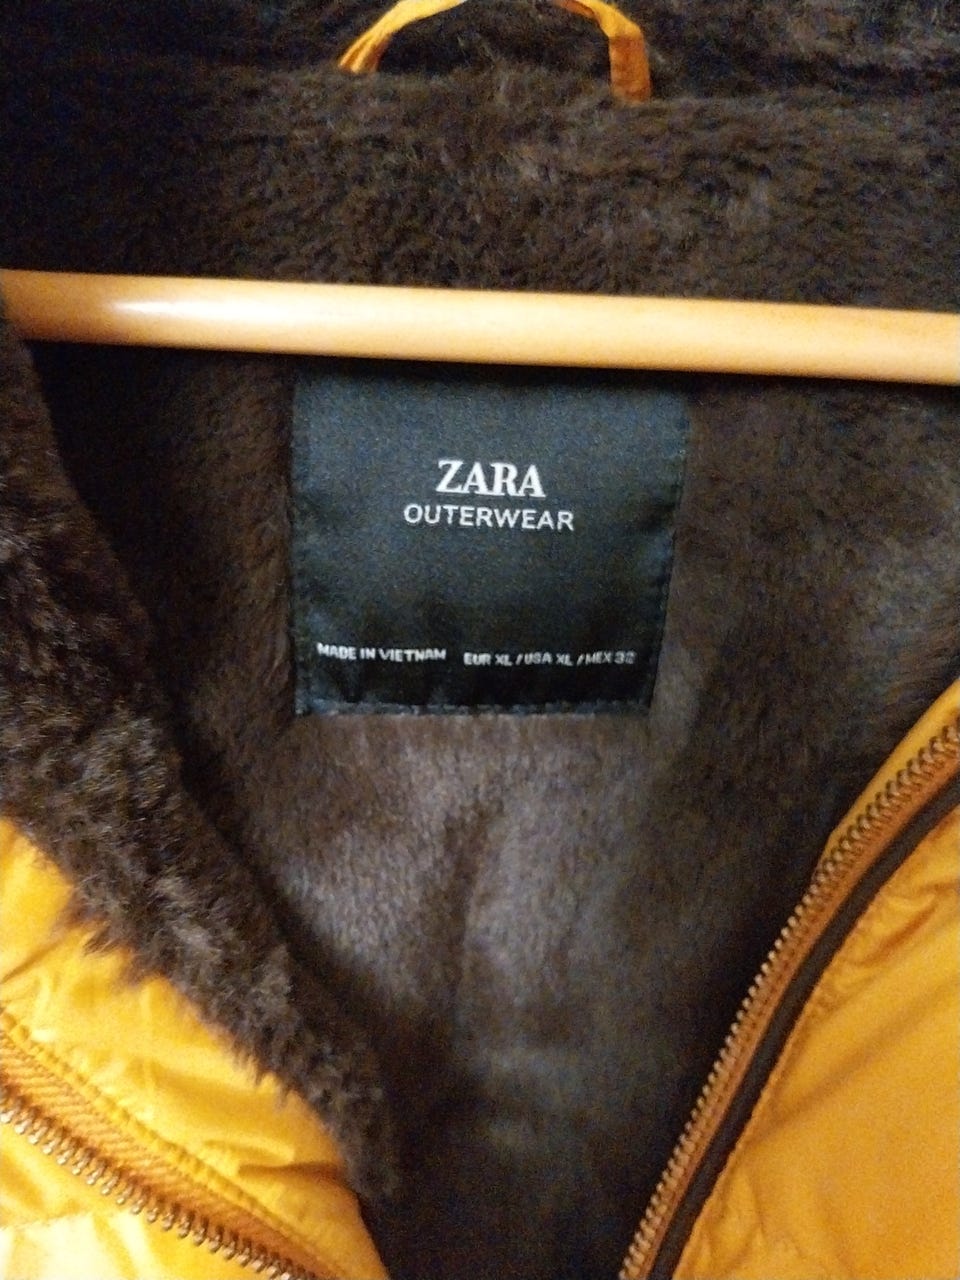 ZARA
OUTERWEAR
MADE IN VIETNAM EUR XL / USA XL / MEX 32